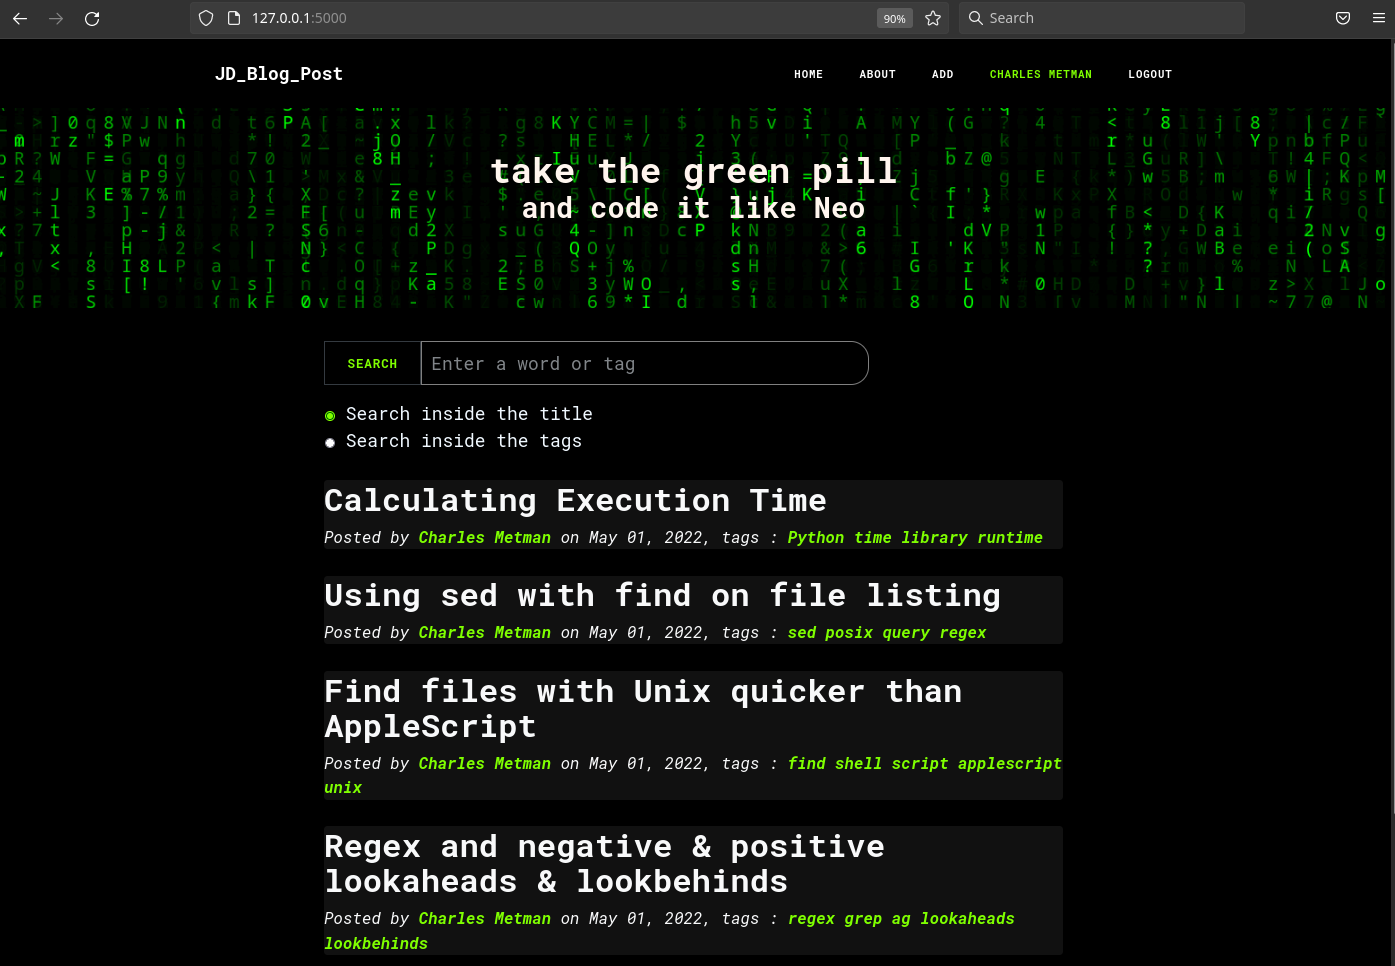 127.0.0.1:5000
90%
Search
JD_Blog_Post
HOME ABOUT ADD CHARLES METMAN LOGOUT
take the green pill
and code it like Neo
SEARCH Enter a word or tag
Search inside the title
Search inside the tags
Calculating Execution Time
Posted by Charles Metman on May 01, 2022, tags : Python time library runtime
Using sed with find on file listing
Posted by Charles Metman on May 01, 2022, tags : sed posix query regex
Find files with Unix quicker than
AppleScript
Posted by Charles Metman on May 01, 2022, tags : find shell script applescript
unix
Regex and negative & positive
lookaheads & lookbehinds
Posted by Charles Metman on May 01, 2022, tags : regex grep ag lookaheads
lookbehinds